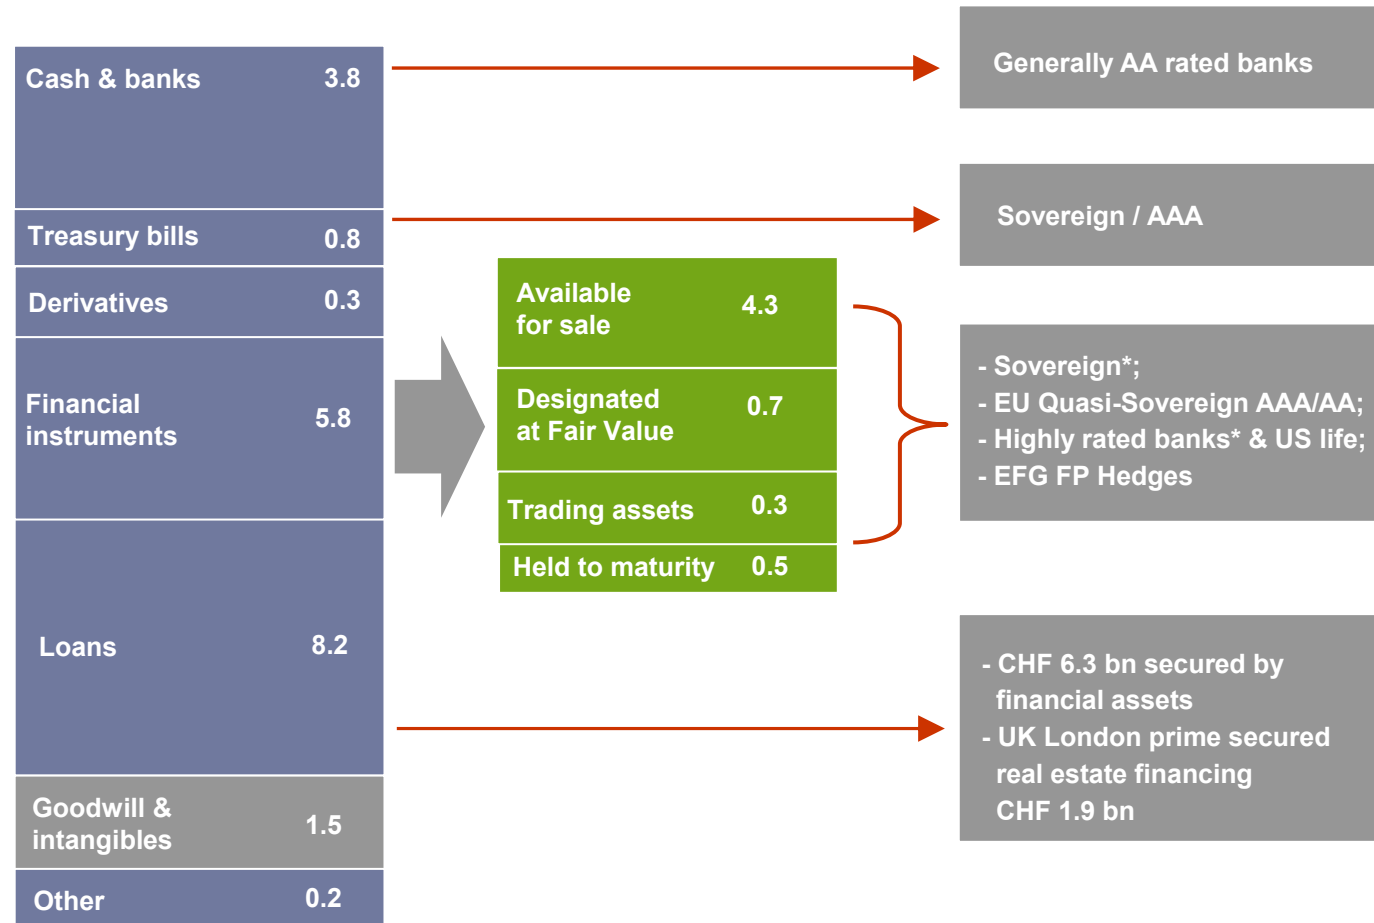 Cash & banks 3.8
Treasury bills 0.8
Derivatives 0.3
Financial
instruments 5.8
Loans 8.2
Goodwill &
intangibles 1.5
Other 0.2
Available
for sale 4.3
Designated
at Fair Value 0.7
Trading assets 0.3
Held to maturity 0.5
Generally AA rated banks
Sovereign / AAA
- Sovereign*;
- EU Quasi-Sovereign AAA/AA;
- Highly rated banks* & US life;
- EFG FP Hedges
- CHF 6.3 bn secured by
financial assets
- UK London prime secured
real estate financing
CHF 1.9 bn